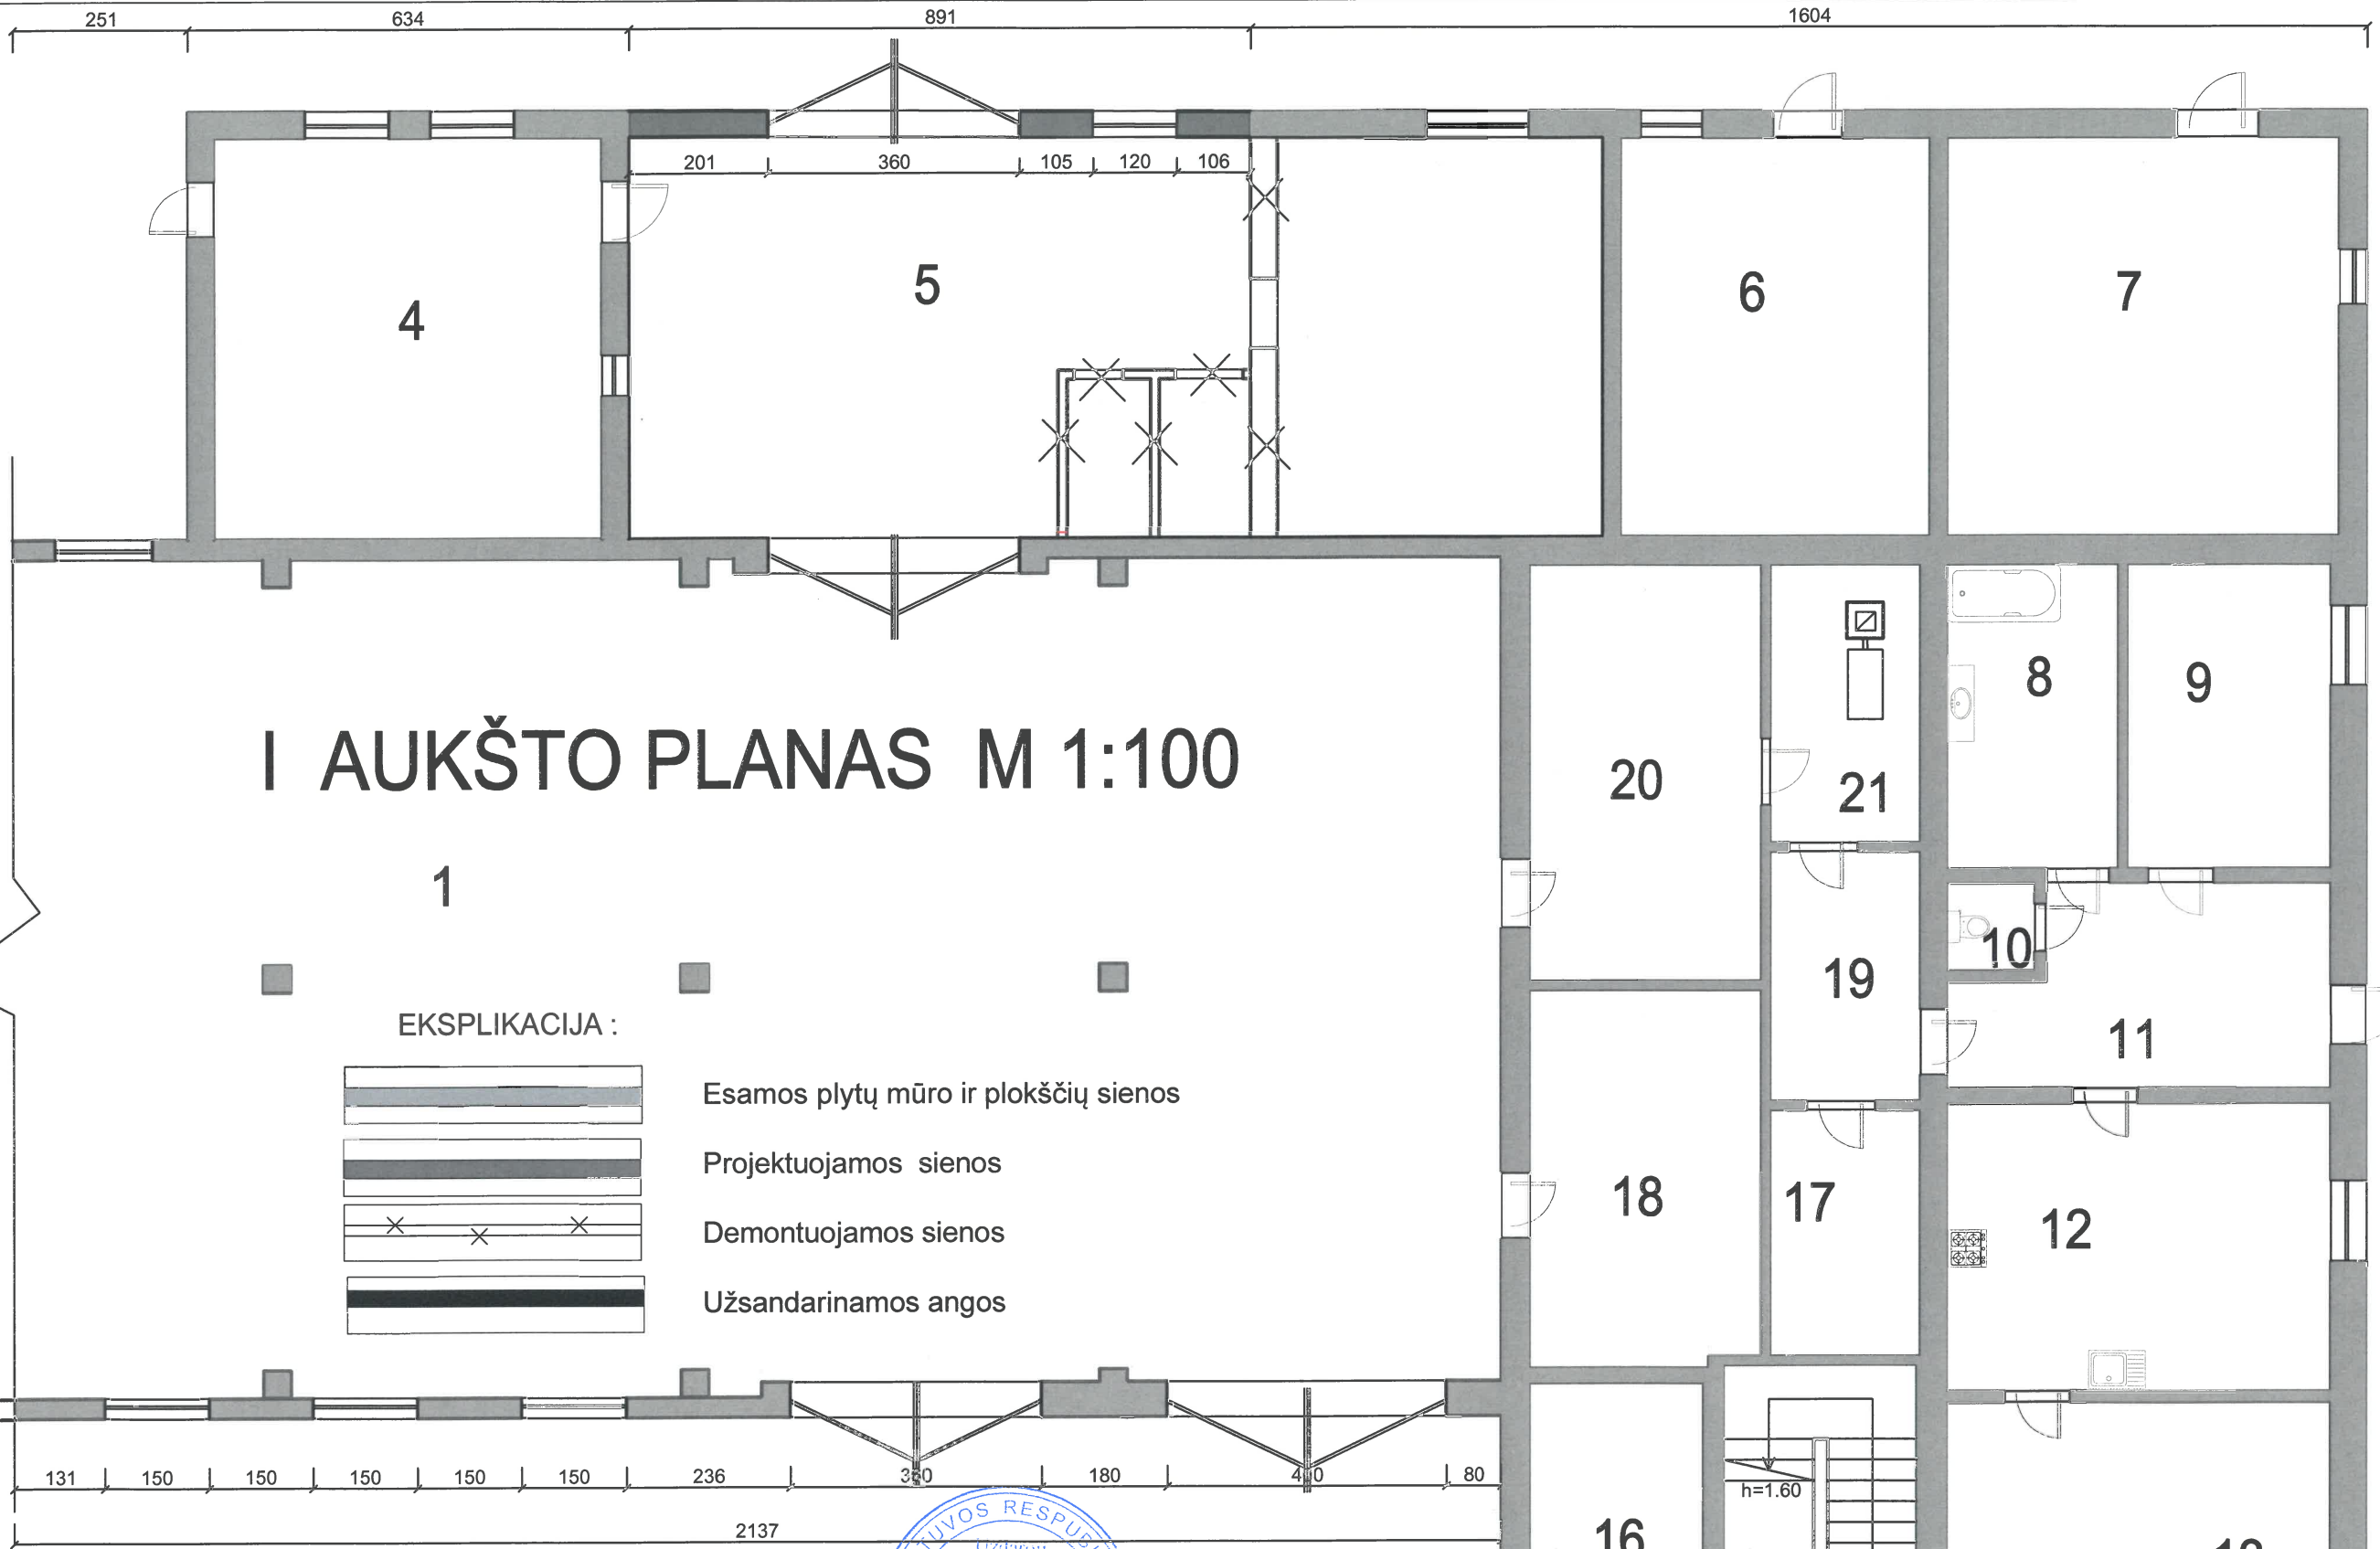 251 634 891 1604
201 360 105 120 106
4 5 6 7
8 9
I AUKŠTO PLANAS M 1:100
20 21
1
10
19
EKSPLIKACIJA :
11
Esamos plytų mūro ir plokščių sienos
Projektuojamos sienos
18 17 12
Demontuojamos sienos
Užsandarinamos angos
131 150 150 150 150 150 236 180 80
h=1.60
2137
TUVOS RESPUB
16